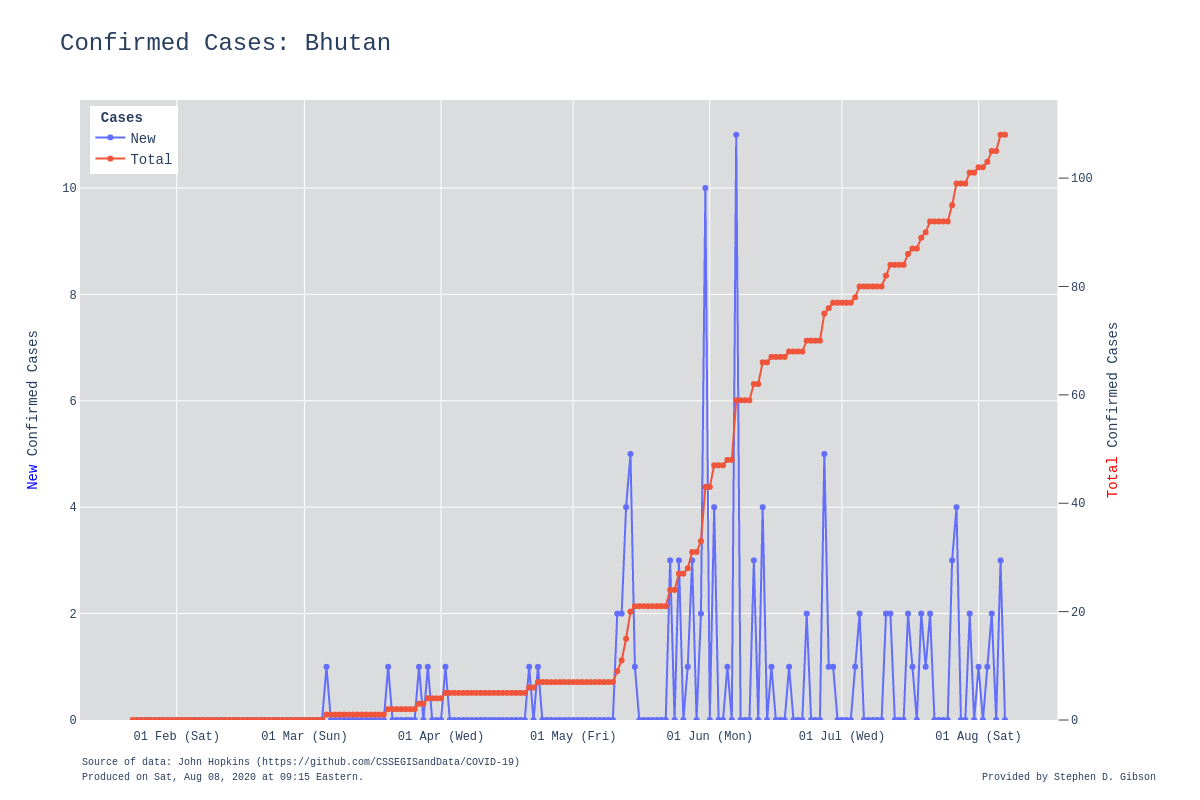 Confirmed Cases: Bhutan
Cases
New
Total
10
8
6
4
2
0
100
80
60
40
20
0
New Confirmed Cases
Total Confirmed Cases
01 Feb (Sat)
01 Mar (Sun)
01 Apr (Wed)
01 May (Fri)
01 Jun (Mon)
01 Jul (Wed)
01 Aug (Sat)
Source of data: John Hopkins (https://github.com/CSSEGISandData/COVID-19)
Produced on Sat, Aug 08, 2020 at 09:15 Eastern.
Provided by Stephen D. Gibson